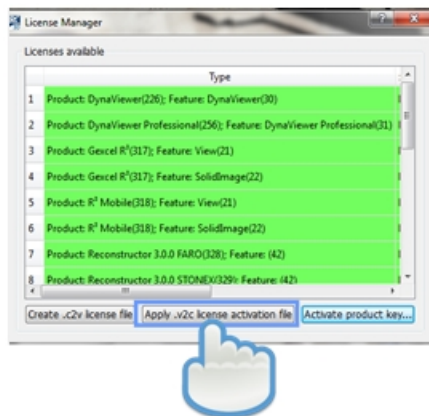 License Manager
Licenses available
Type
1 Product: DynaViewer(226); Feature: DynaViewer(30)
2 Product: DynaViewer Professional(256); Feature: DynaViewer Professional(31)
3 Product: Gexcel R³(317); Feature: View(21)
4 Product: Gexcel R³(317); Feature: SolidImage(22)
5 Product: R³ Mobile(318); Feature: View(21)
6 Product: R³ Mobile(318); Feature: SolidImage(22)
7 Product: Reconstructor 3.0.0 FARO(328); Feature: (42)
8 Product: Reconstructor 3.0.0 STONEX(329); Feature: (42)
Create .c2v license file Apply .v2c license activation file Activate product key...